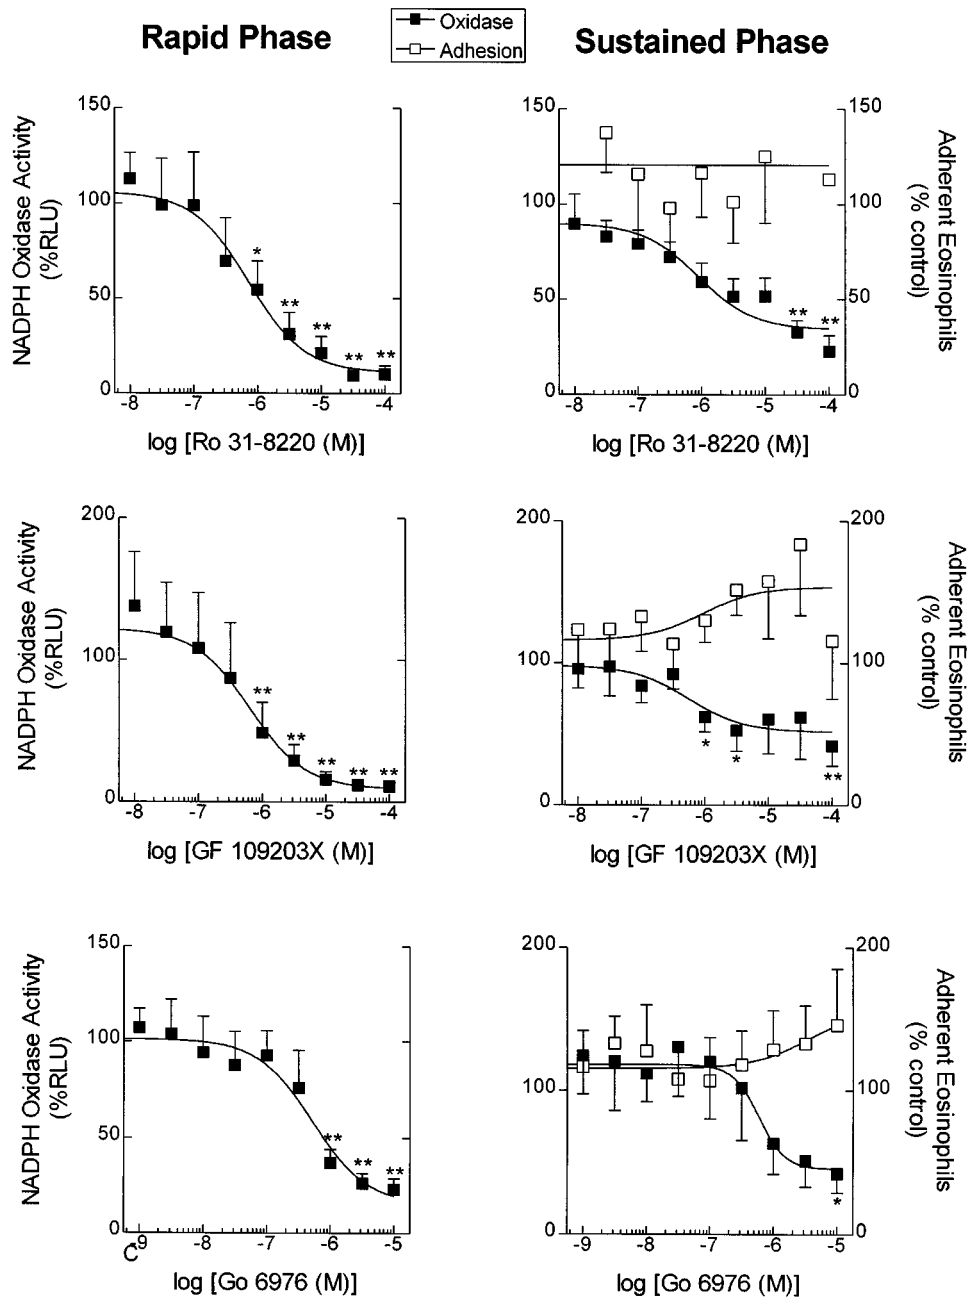 Rapid Phase
Oxidase
Adhesion
Sustained Phase
NADPH Oxidase Activity
(%RLU)
150
100
50
0
*
**
**
**
**
-8 -7 -6 -5 -4
log [Ro 31-8220 (M)]
150
100
50
0
**
**
-8 -7 -6 -5 -4
150
100
50
0
log [Ro 31-8220 (M)]
Adherent Eosinophils
(% control)
NADPH Oxidase Activity
(%RLU)
200
100
0
**
**
**
**
**
-8 -7 -6 -5 -4
log [GF 109203X (M)]
200
100
0
*
*
**
-8 -7 -6 -5 -4
200
100
0
log [GF 109203X (M)]
Adherent Eosinophils
(% control)
NADPH Oxidase Activity
(%RLU)
150
100
50
0
C
**
**
**
-9 -8 -7 -6 -5
log [Go 6976 (M)]
200
100
0
*
-9 -8 -7 -6 -5
200
100
0
log [Go 6976 (M)]
Adherent Eosinophils
(% control)